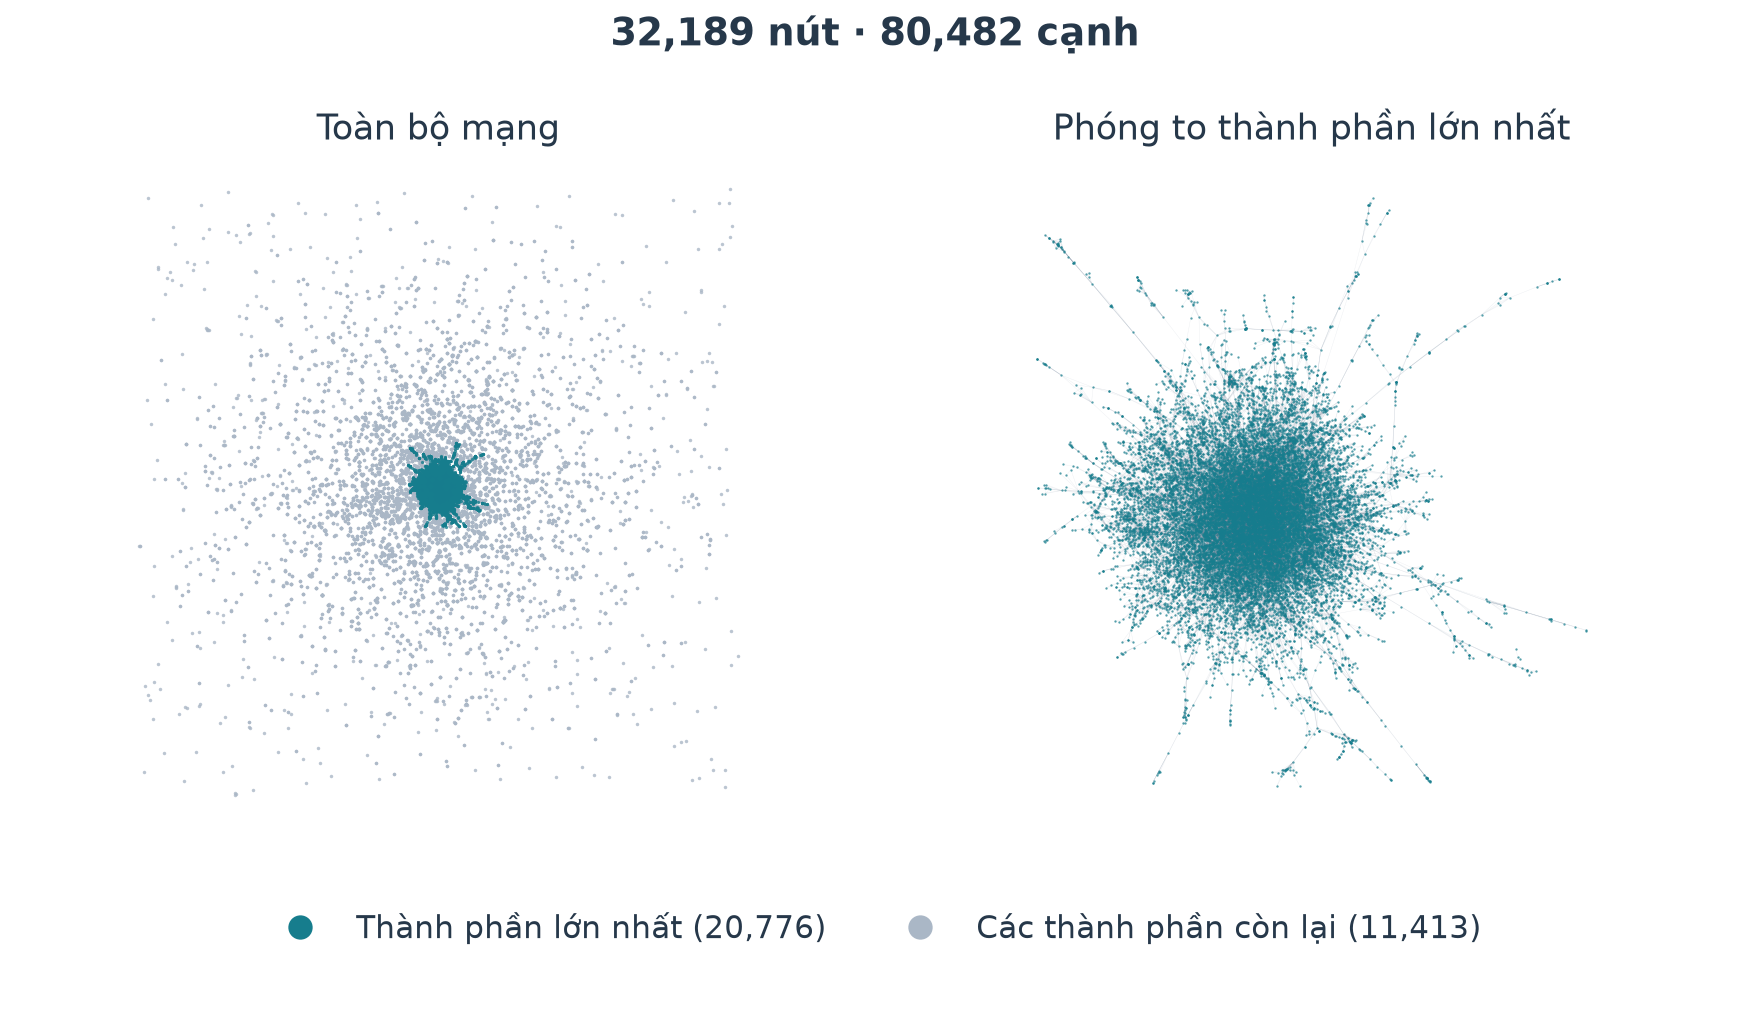 32,189 nút · 80,482 cạnh
Toàn bộ mạng
Phóng to thành phần lớn nhất
Thành phần lớn nhất (20,776)
Các thành phần còn lại (11,413)